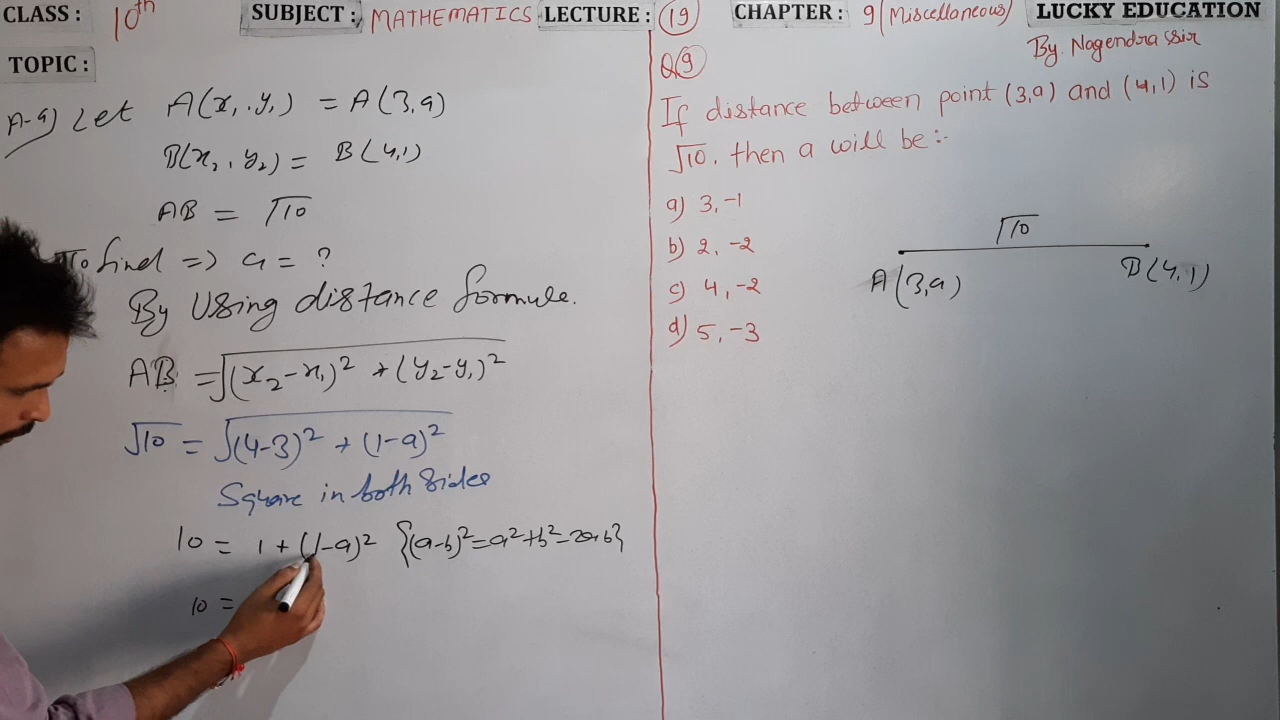 CLASS : 10th SUBJECT : MATHEMATICS LECTURE : 19 CHAPTER : 9 (Miscellaneous) LUCKY EDUCATION
By Nagendra Sir
TOPIC :
A-9) Let A(x₁, y₁) = A(3,a)
B(x₂, y₂) = B(4,1)
AB = √10
To find => a = ?
By Using distance formule.
AB = √(x₂-x₁)² + (y₂-y₁)²
√10 = √(4-3)² + (1-a)²
Square in both Sides
10 = 1 + (1-a)² {(a-b)²=a²+b²-2ab}
10 =
Q9
If distance between point (3,a) and (4,1) is
√10. then a will be :-
a) 3, -1
b) 2, -2
c) 4, -2
d) 5, -3
√10
A(3,a) B(4,1)